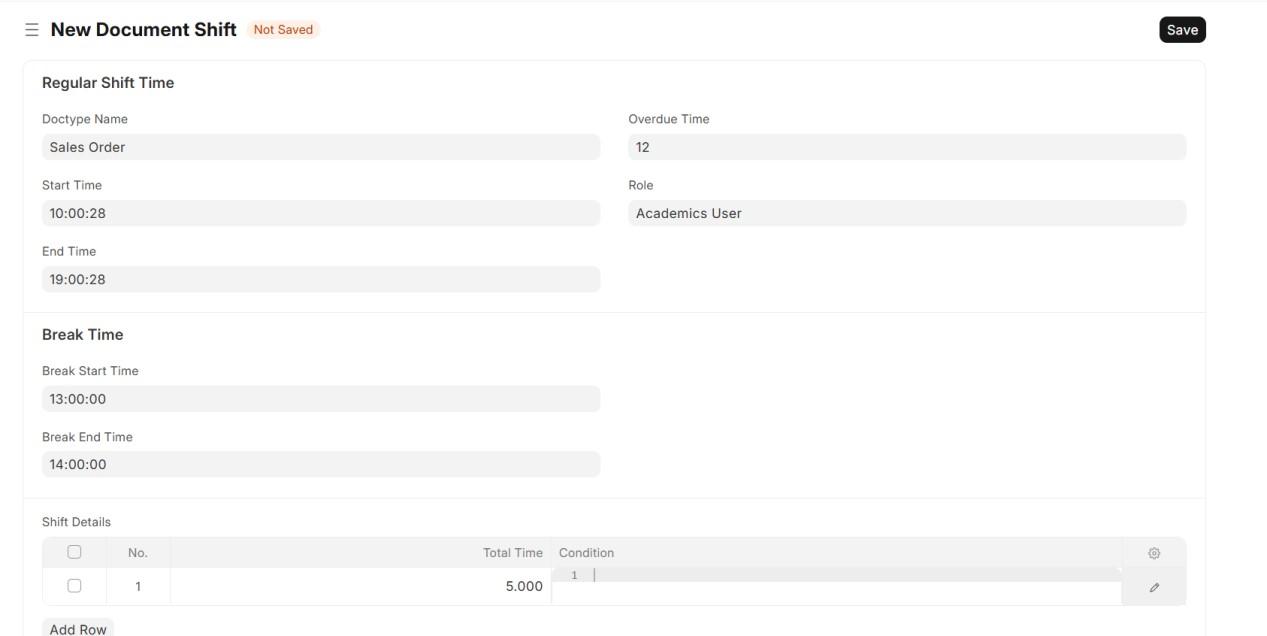 New Document Shift Not Saved Save
Regular Shift Time
Doctype Name Overdue Time
Sales Order 12
Start Time Role
10:00:28 Academics User
End Time
19:00:28
Break Time
Break Start Time
13:00:00
Break End Time
14:00:00
Shift Details
No. Total Time Condition
1 5.000 1
Add Row